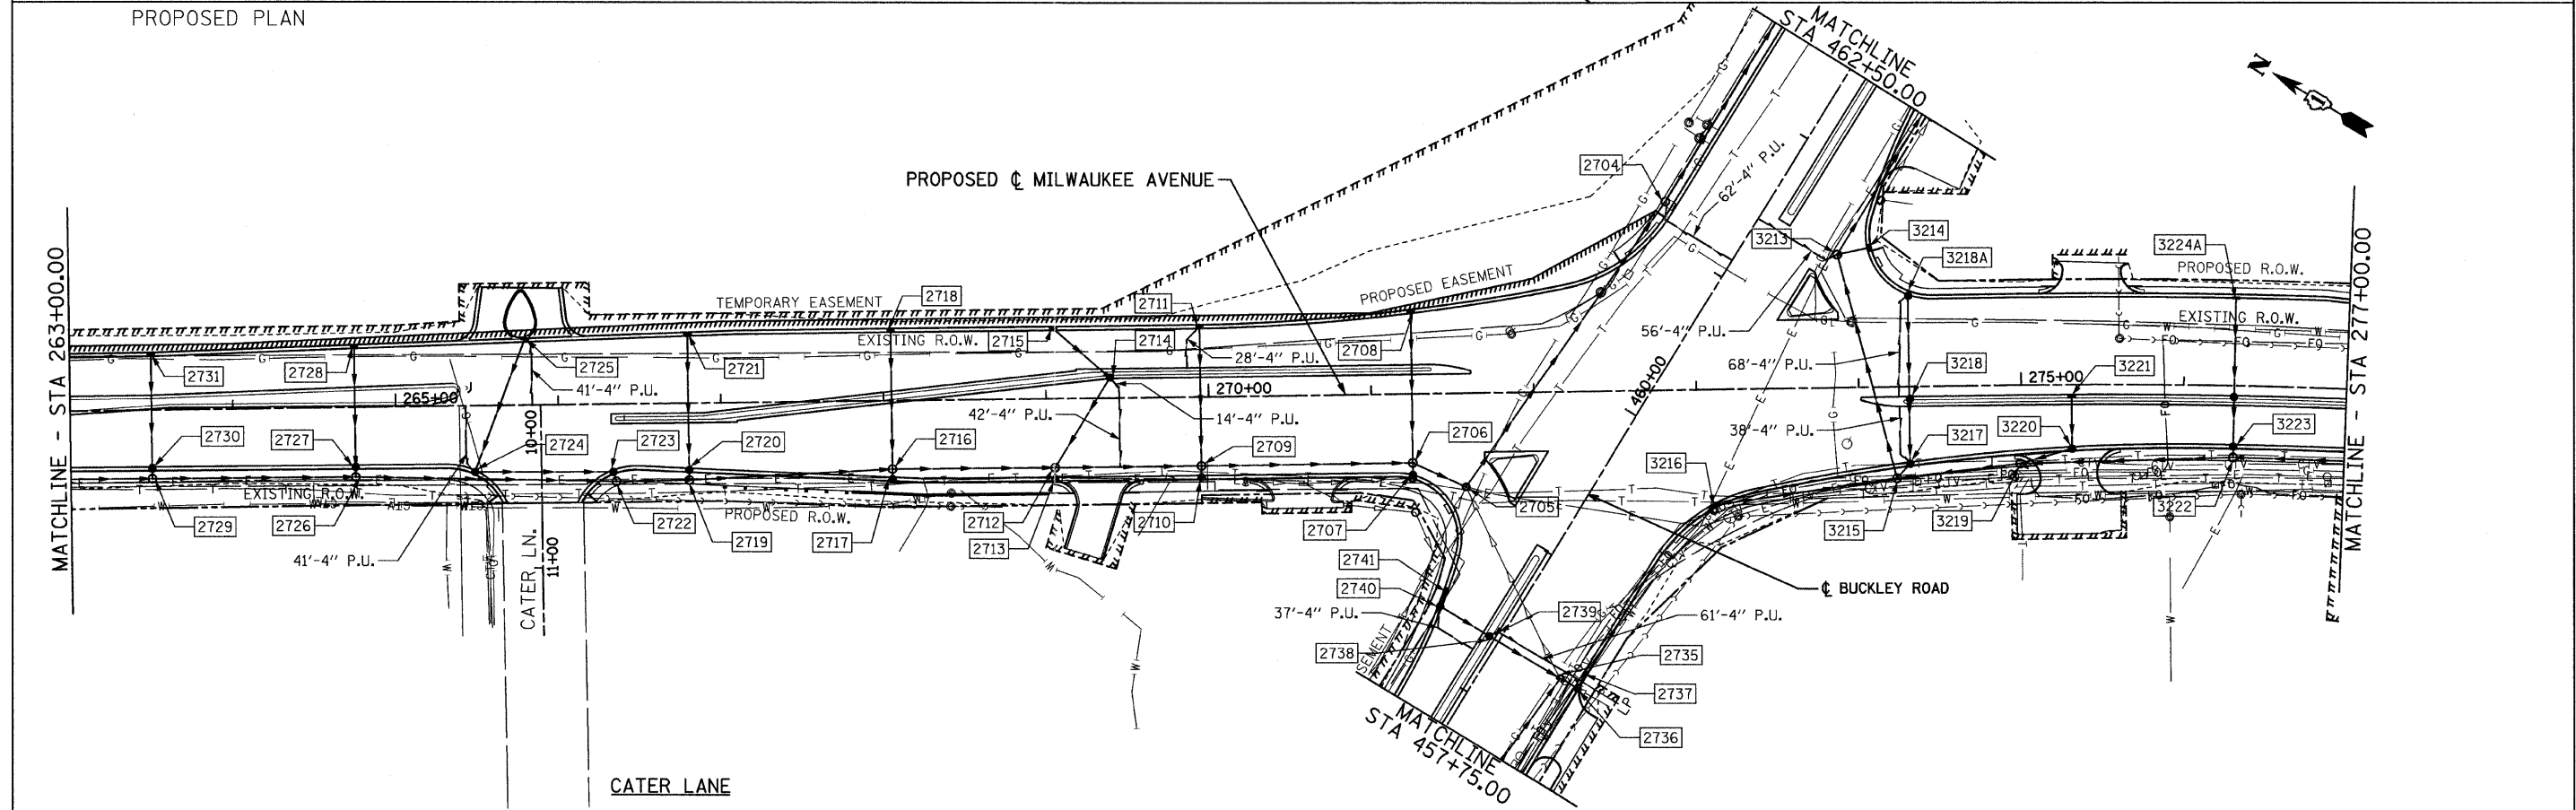 PROPOSED PLAN
MATCHLINE
STA 462+50.00
N
1
PROPOSED ℄ MILWAUKEE AVENUE
2704
62'-4" P.U.
3213
3214
3218A
3224A
PROPOSED R.O.W.
EXISTING R.O.W.
MATCHLINE - STA 263+00.00
MATCHLINE - STA 277+00.00
TEMPORARY EASEMENT
2718
2711
PROPOSED EASEMENT
EXISTING R.O.W.
2715
2714
28'-4" P.U.
2708
56'-4" P.U.
68'-4" P.U.
2731
2728
2725
41'-4" P.U.
2721
265+00
270+00
460+00
3218
275+00
3221
42'-4" P.U.
14'-4" P.U.
38'-4" P.U.
2730
2727
2724
10+00
2723
2720
2716
2709
2706
3216
3217
3220
3223
EXISTING R.O.W.
PROPOSED R.O.W.
2729
2726
2722
2719
2717
2712
2713
2710
2707
2705
3215
3219
3222
41'-4" P.U.
CATER LN.
11+00
2741
2740
37'-4" P.U.
2739
61'-4" P.U.
℄ BUCKLEY ROAD
2738
2735
2737
2736
SEMENT
MATCHLINE
STA 457+75.00
CATER LANE